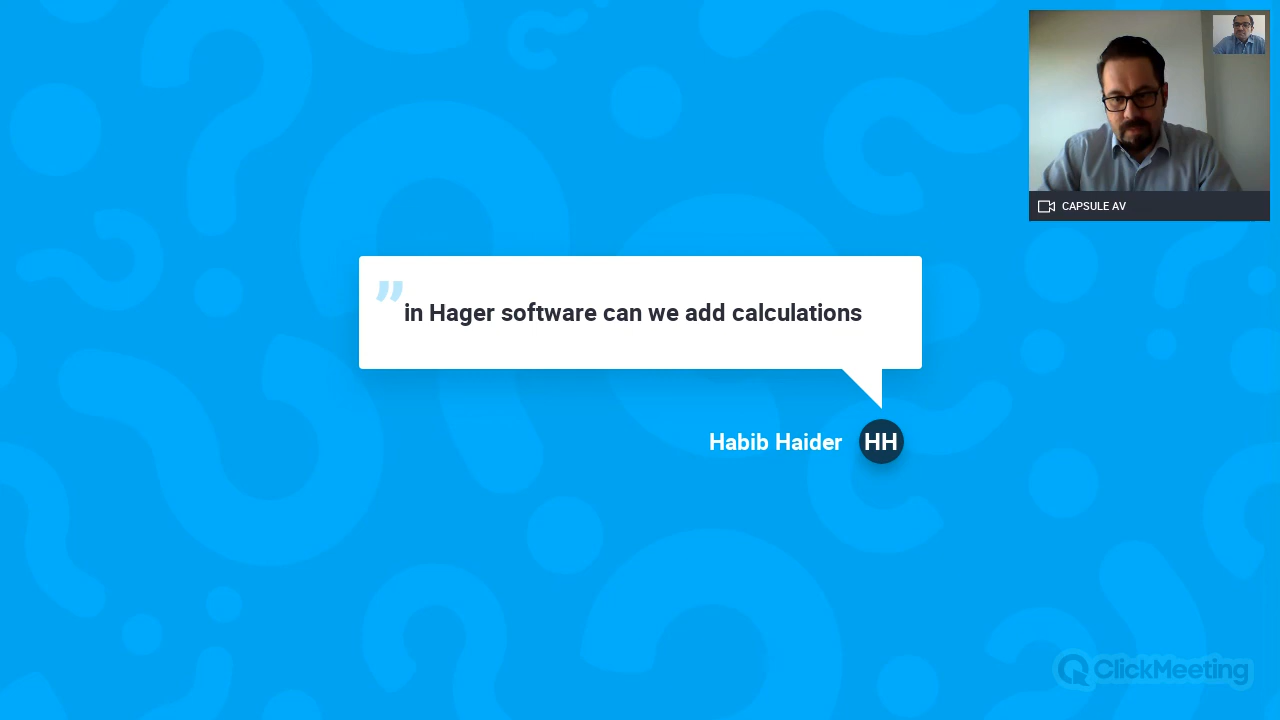 CAPSULE AV
” in Hager software can we add calculations
Habib Haider HH
ClickMeeting